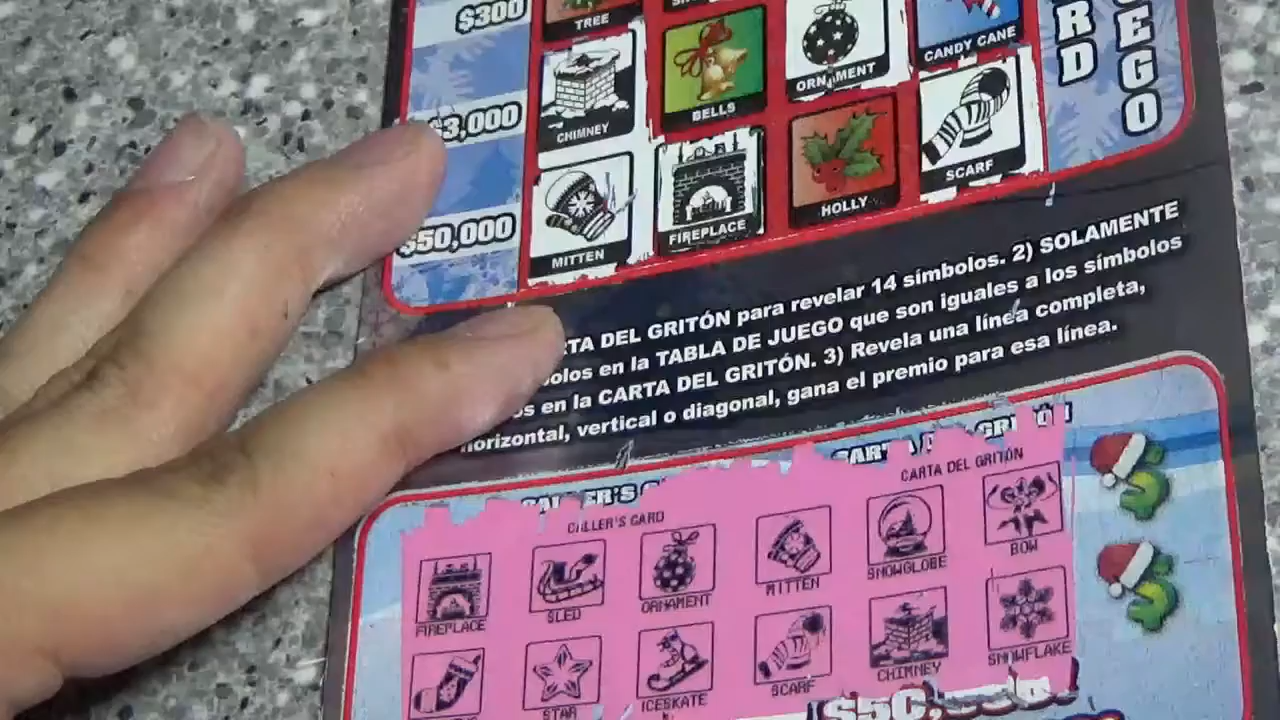 $300
TREE
CANDY CANE
ORNAMENT
BELLS
CHIMNEY
$3,000
SCARF
HOLLY
FIREPLACE
MITTEN
$50,000
RD
EGO
DEL GRITÓN para revelar 14 símbolos. 2) SOLAMENTE
en la TABLA DE JUEGO que son iguales a los símbolos
en la CARTA DEL GRITÓN. 3) Revela una línea completa,
horizontal, vertical o diagonal, gana el premio para esa línea.
CALLER'S CARD
CARTA DEL GRITÓN
FIREPLACE
SLED
ORNAMENT
MITTEN
SNOWGLOBE
BOW
STAR
ICESKATE
SCARF
CHIMNEY
SNOWFLAKE